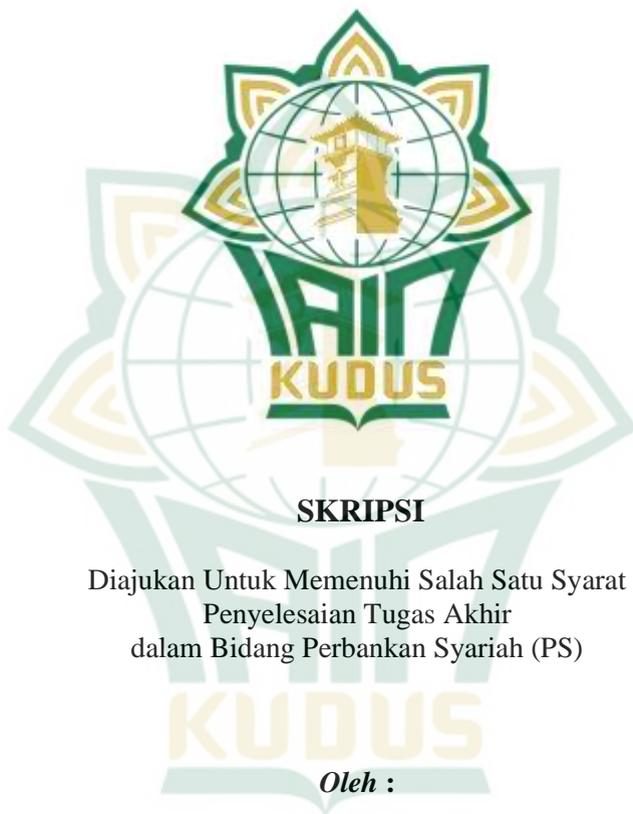 IAIN
KUDUS
SKRIPSI
Diajukan Untuk Memenuhi Salah Satu Syarat
Penyelesaian Tugas Akhir
dalam Bidang Perbankan Syariah (PS)
IAIN
KUDUS
Oleh :